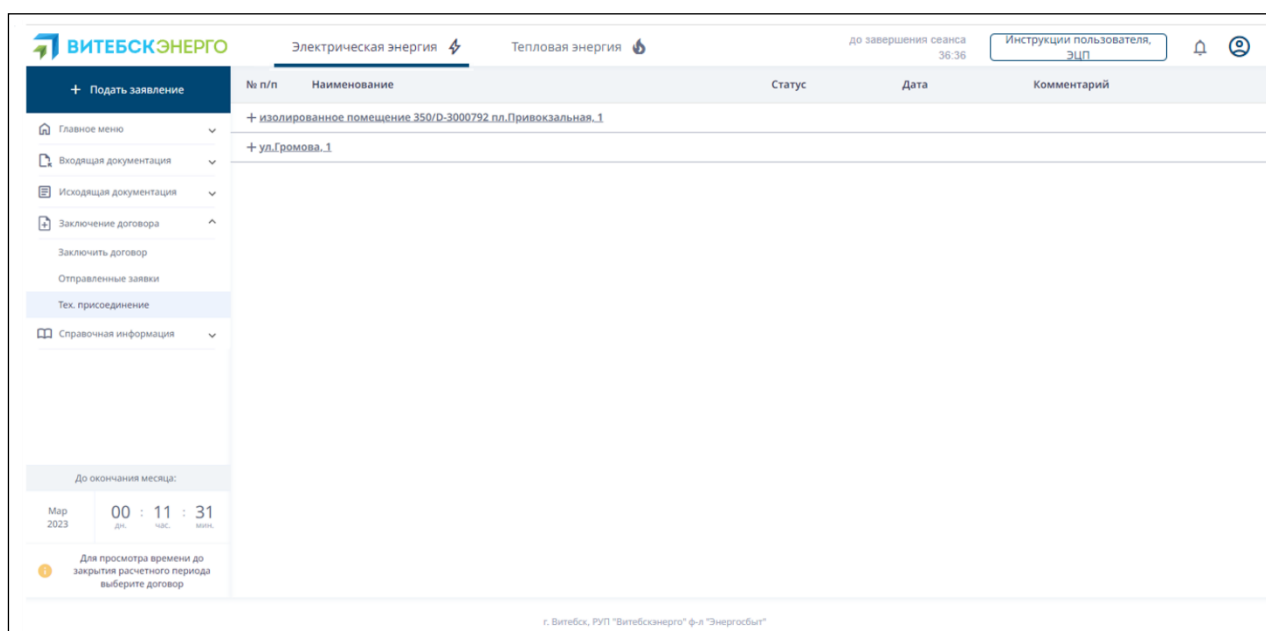 ВИТЕБСКЭНЕРГО
Электрическая энергия
Тепловая энергия
до завершения сеанса
36:36
Инструкции пользователя,
ЭЦП
+ Подать заявление
№ п/п Наименование Статус Дата Комментарий
+ изолированное помещение 350/D-3000792 пл.Привокзальная, 1
+ ул.Громова, 1
Главное меню
Входящая документация
Исходящая документация
Заключение договора
Заключить договор
Отправленные заявки
Тех. присоединение
Справочная информация
До окончания месяца:
Мар
2023
00 : 11 : 31
дн. час. мин.
Для просмотра времени до
закрытия расчетного периода
выберите договор
г. Витебск, РУП "Витебскэнерго" ф-л "Энергосбыт"